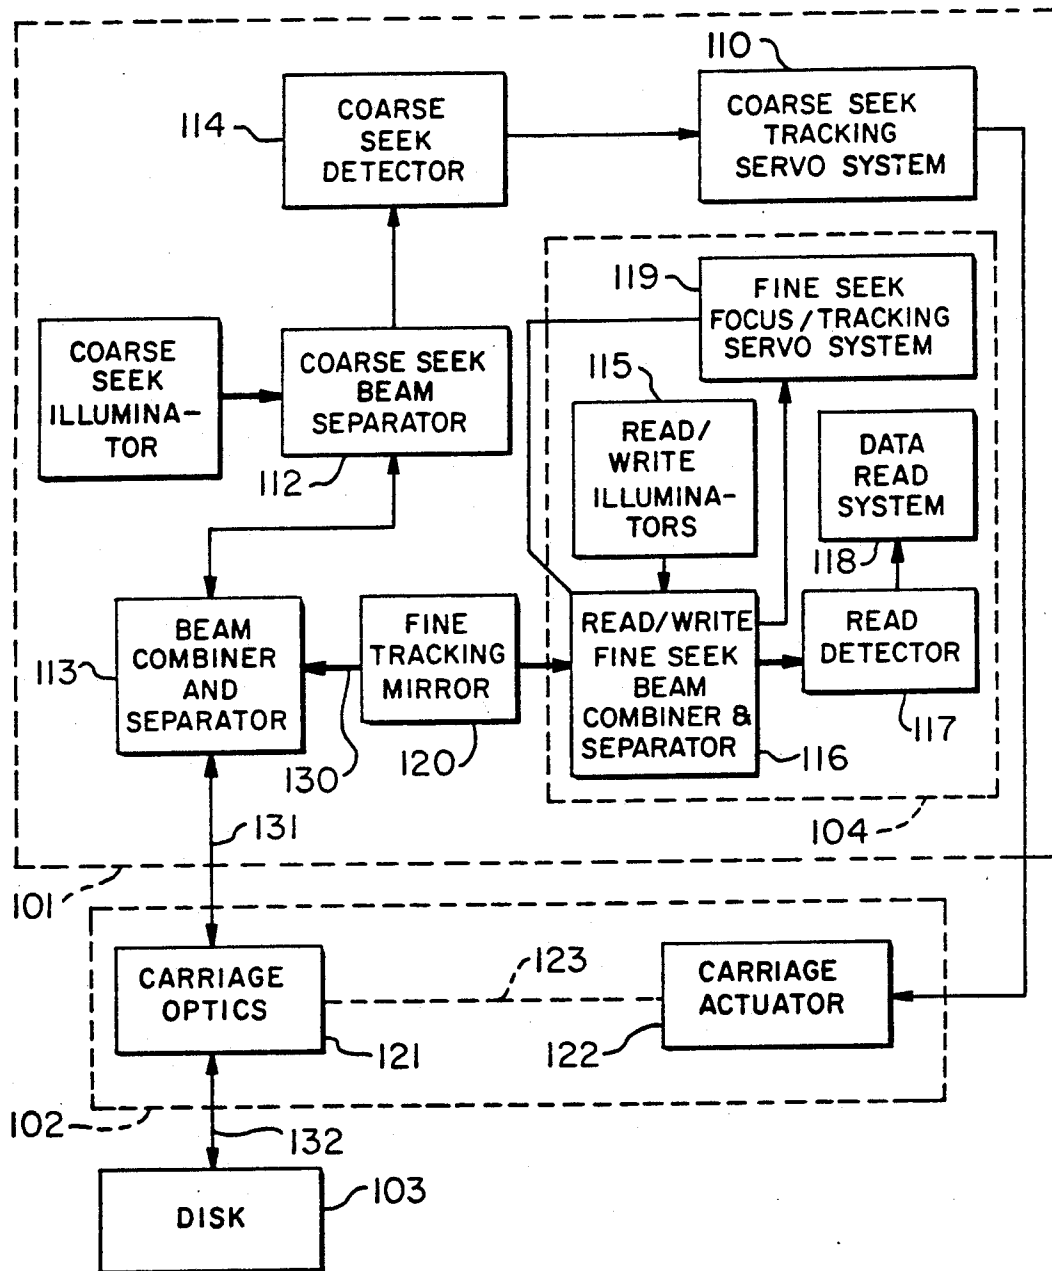 110
COARSE SEEK
TRACKING
SERVO SYSTEM
114
COARSE
SEEK
DETECTOR
119
FINE SEEK
FOCUS/TRACKING
SERVO SYSTEM
COARSE
SEEK
ILLUMINA-
TOR
COARSE SEEK
BEAM
SEPARATOR
112
115
READ/
WRITE
ILLUMINA-
TORS
DATA
READ
SYSTEM
118
113
BEAM
COMBINER
AND
SEPARATOR
FINE
TRACKING
MIRROR
130
120
READ/WRITE
FINE SEEK
BEAM
COMBINER &
SEPARATOR
116
READ
DETECTOR
117
104
131
101
CARRIAGE
OPTICS
121
123
CARRIAGE
ACTUATOR
122
102
132
DISK
103